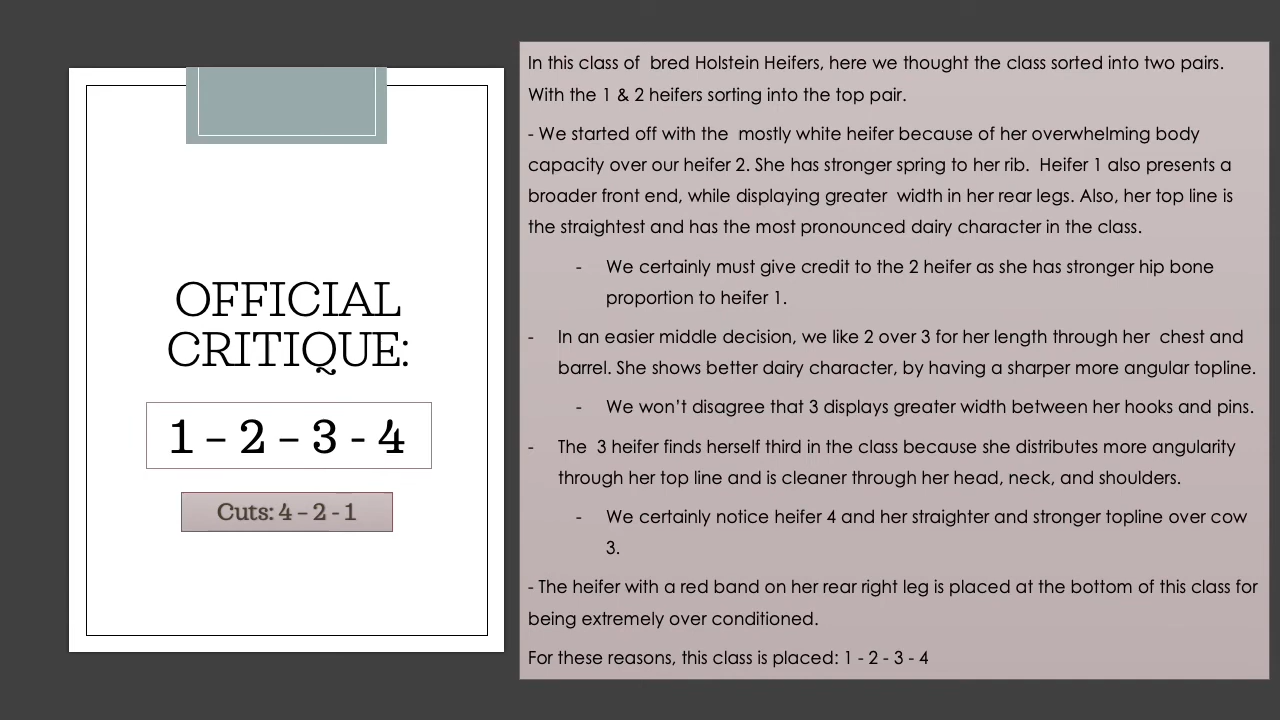 OFFICIAL
CRITIQUE:
1 – 2 – 3 - 4
Cuts: 4 – 2 - 1
In this class of  bred Holstein Heifers, here we thought the class sorted into two pairs.
With the 1 & 2 heifers sorting into the top pair.
- We started off with the  mostly white heifer because of her overwhelming body
capacity over our heifer 2. She has stronger spring to her rib.  Heifer 1 also presents a
broader front end, while displaying greater  width in her rear legs. Also, her top line is
the straightest and has the most pronounced dairy character in the class.
- We certainly must give credit to the 2 heifer as she has stronger hip bone
proportion to heifer 1.
- In an easier middle decision, we like 2 over 3 for her length through her  chest and
barrel. She shows better dairy character, by having a sharper more angular topline.
- We won’t disagree that 3 displays greater width between her hooks and pins.
- The  3 heifer finds herself third in the class because she distributes more angularity
through her top line and is cleaner through her head, neck, and shoulders.
- We certainly notice heifer 4 and her straighter and stronger topline over cow
3.
- The heifer with a red band on her rear right leg is placed at the bottom of this class for
being extremely over conditioned.
For these reasons, this class is placed: 1 - 2 - 3 - 4